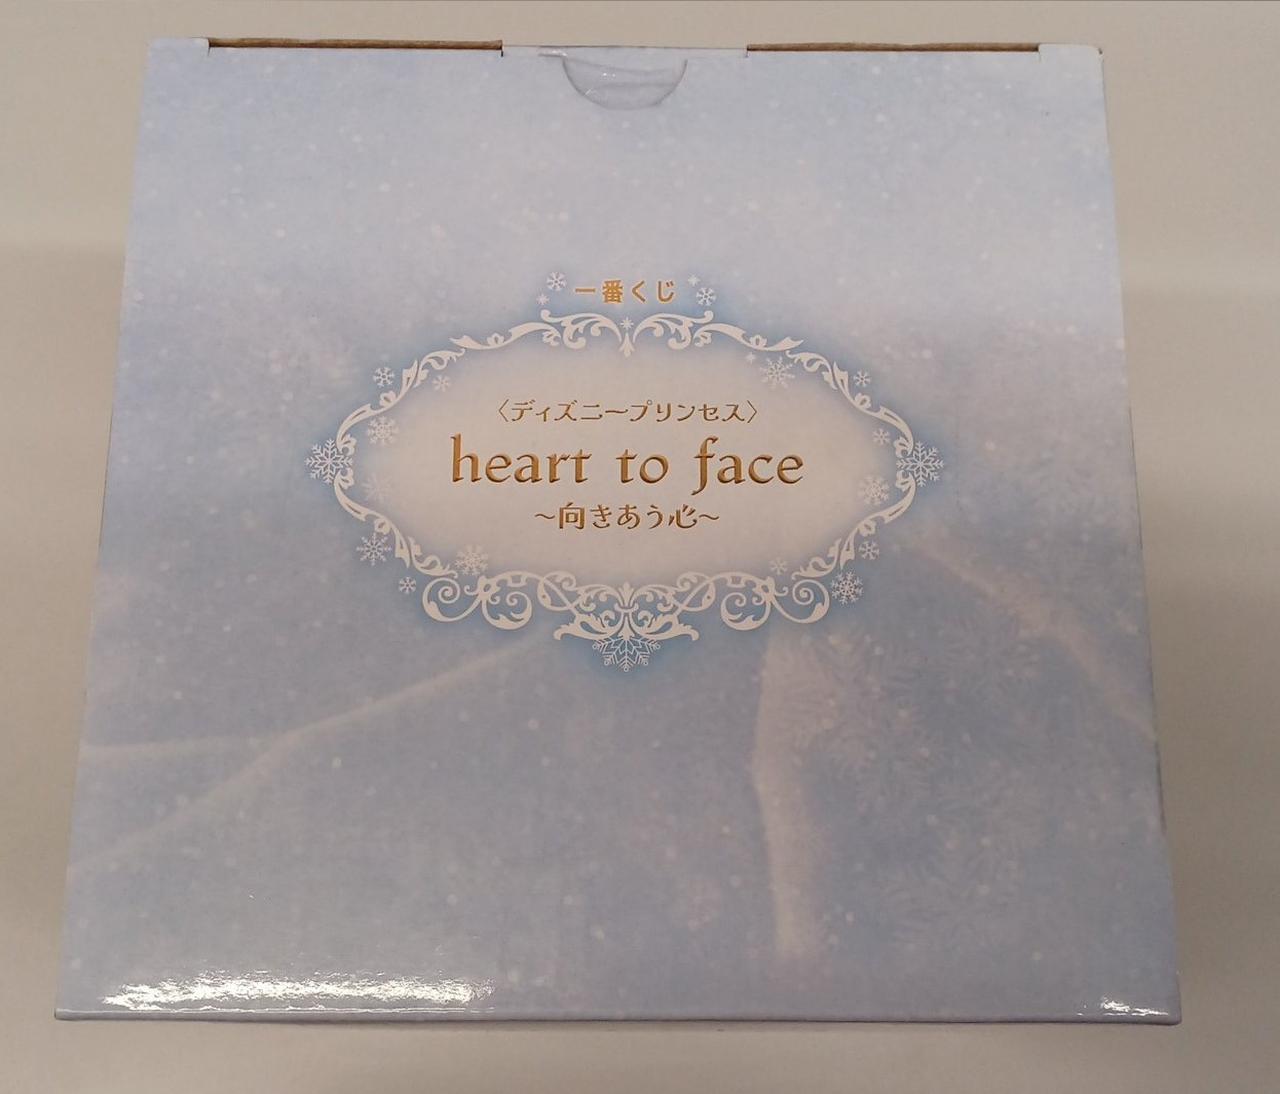 一番くじ
〈ディズニープリンセス〉
heart to face
～向きあう心～